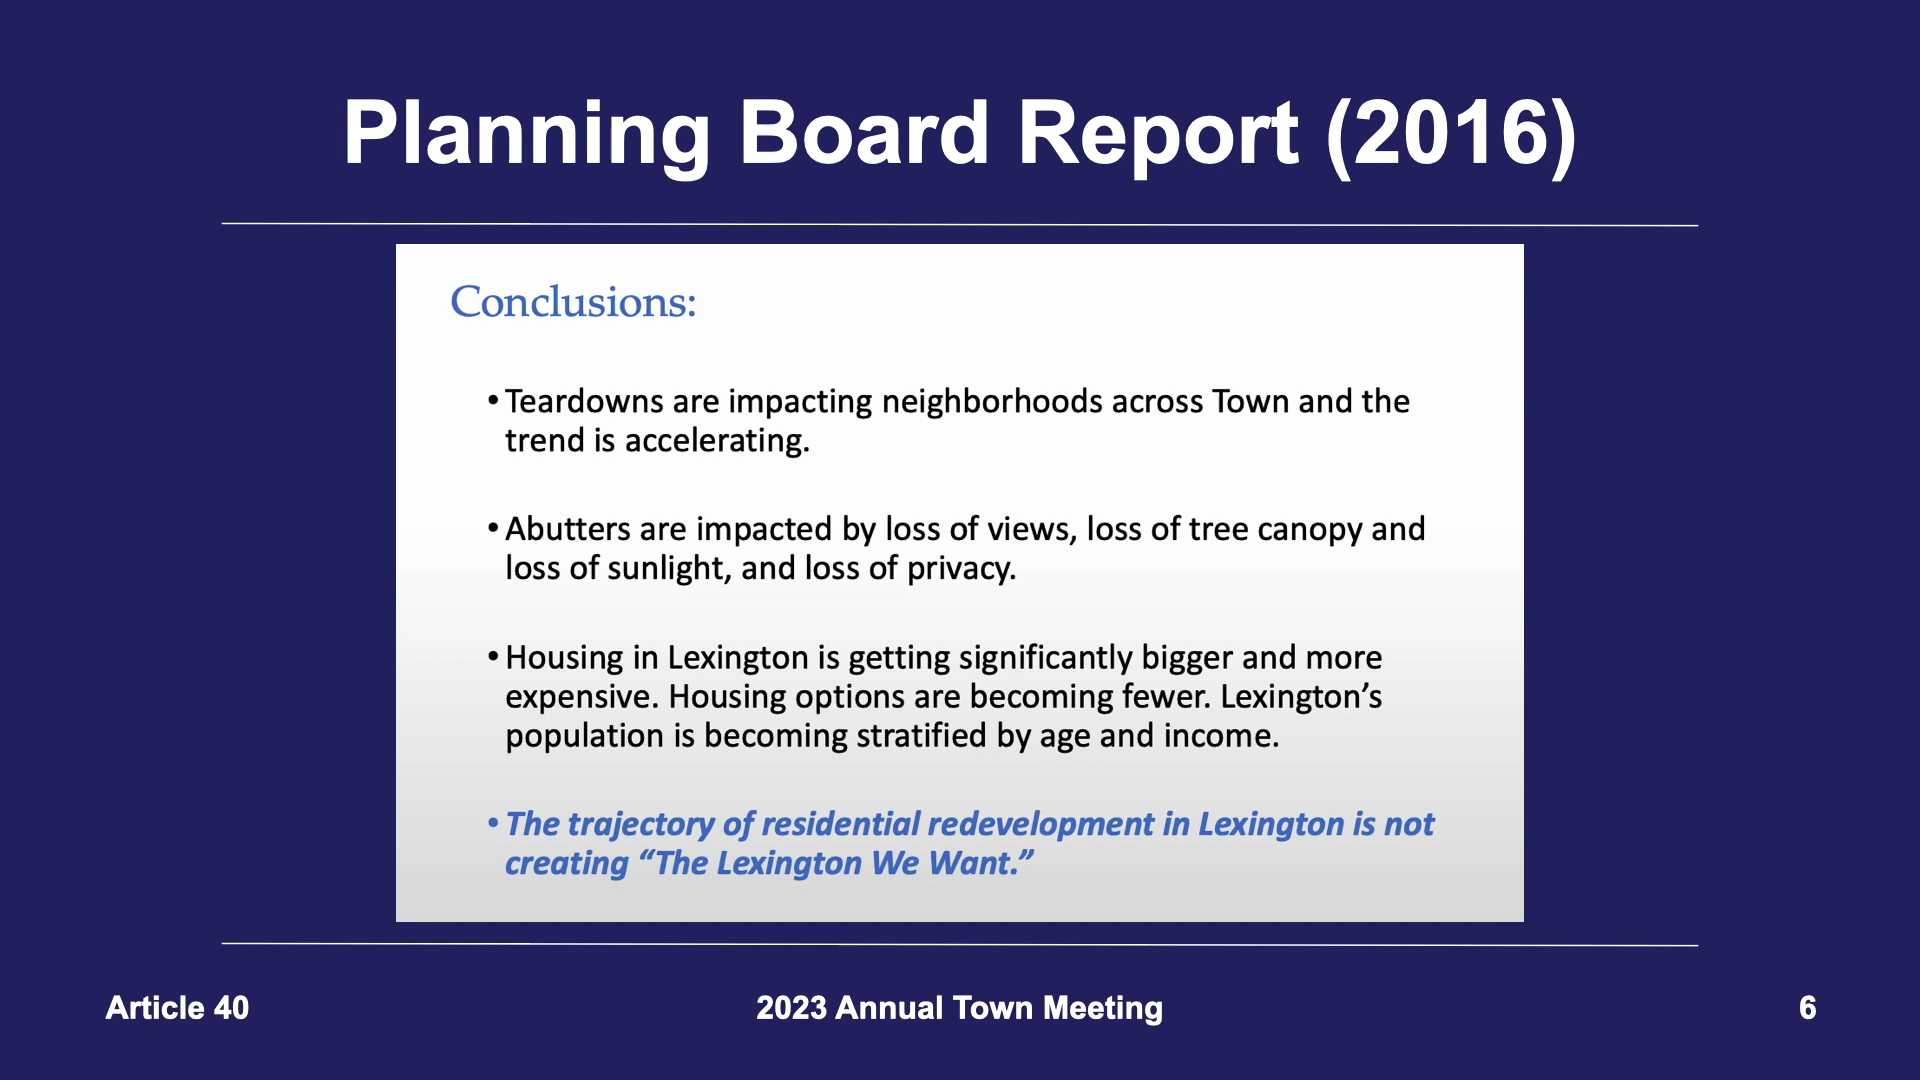 Planning Board Report (2016)
Conclusions:
• Teardowns are impacting neighborhoods across Town and the
trend is accelerating.
• Abutters are impacted by loss of views, loss of tree canopy and
loss of sunlight, and loss of privacy.
• Housing in Lexington is getting significantly bigger and more
expensive. Housing options are becoming fewer. Lexington’s
population is becoming stratified by age and income.
• The trajectory of residential redevelopment in Lexington is not
creating “The Lexington We Want.”
Article 40
2023 Annual Town Meeting
6